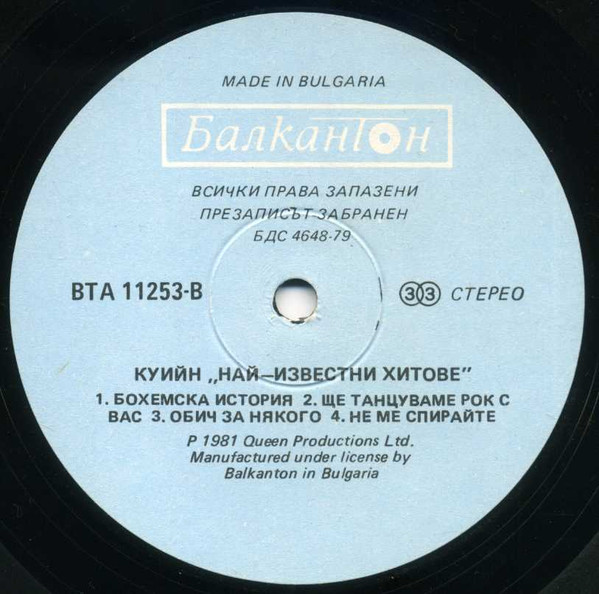 MADE IN BULGARIA
Балкантон
ВСИЧКИ ПРАВА ЗАПАЗЕНИ
ПРЕЗАПИСЪТ ЗАБРАНЕН
БДС 4648-79
ВТА 11253-В
33 СТЕРЕО
КУИЙН „НАЙ-ИЗВЕСТНИ ХИТОВЕ”
1. БОХЕМСКА ИСТОРИЯ 2. ЩЕ ТАНЦУВАМЕ РОК С
ВАС 3. ОБИЧ ЗА НЯКОГО 4. НЕ МЕ СПИРАЙТЕ
P 1981 Queen Productions Ltd.
Manufactured under license by
Balkanton in Bulgaria